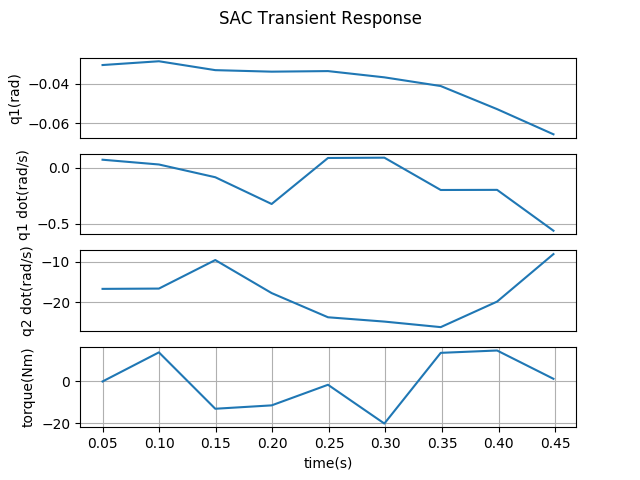 SAC Transient Response
q1(rad)
−0.04
−0.06
q1 dot(rad/s)
0.0
−0.5
q2 dot(rad/s)
−10
−20
torque(Nm)
0
−20
0.05 0.10 0.15 0.20 0.25 0.30 0.35 0.40 0.45
time(s)